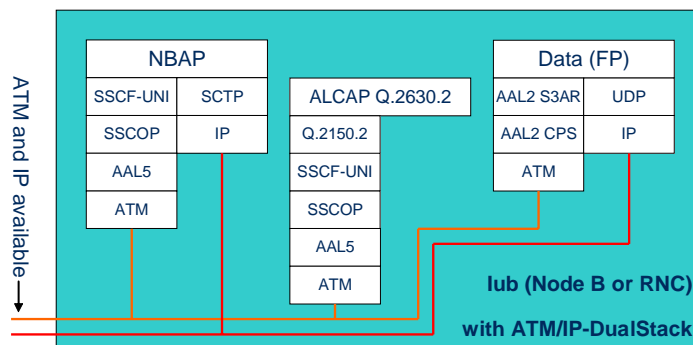 ATM and IP available
NBAP
SSCF-UNI SCTP
SSCOP IP
AAL5
ATM
ALCAP Q.2630.2
Q.2150.2
SSCF-UNI
SSCOP
AAL5
ATM
Data (FP)
AAL2 S3AR UDP
AAL2 CPS IP
ATM
Iub (Node B or RNC)
with ATM/IP-DualStack